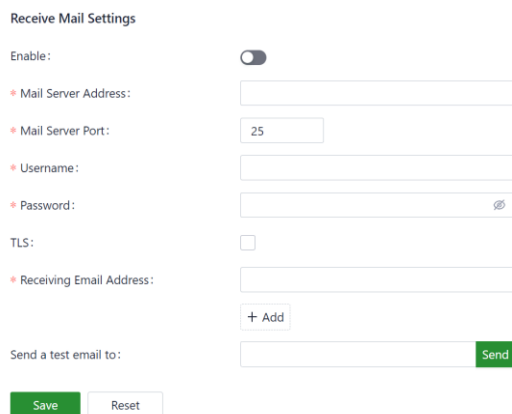 Receive Mail Settings
Enable:
* Mail Server Address:
* Mail Server Port: 25
* Username:
* Password:
TLS:
* Receiving Email Address:
+ Add
Send a test email to: Send
Save Reset